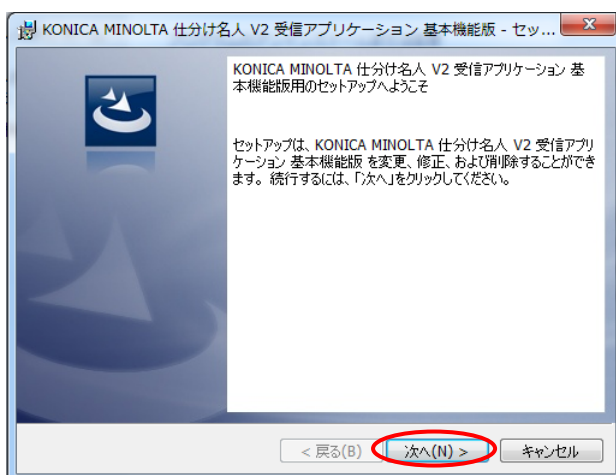 KONICA MINOLTA 仕分け名人 V2 受信アプリケーション 基本機能版 - セッ...
KONICA MINOLTA 仕分け名人 V2 受信アプリケーション 基
本機能版用のセットアップへようこそ
セットアップは、KONICA MINOLTA 仕分け名人 V2 受信アプリ
ケーション 基本機能版 を変更、修正、および削除することができ
ます。続行するには、「次へ」をクリックしてください。
< 戻る(B) 次へ(N) > キャンセル